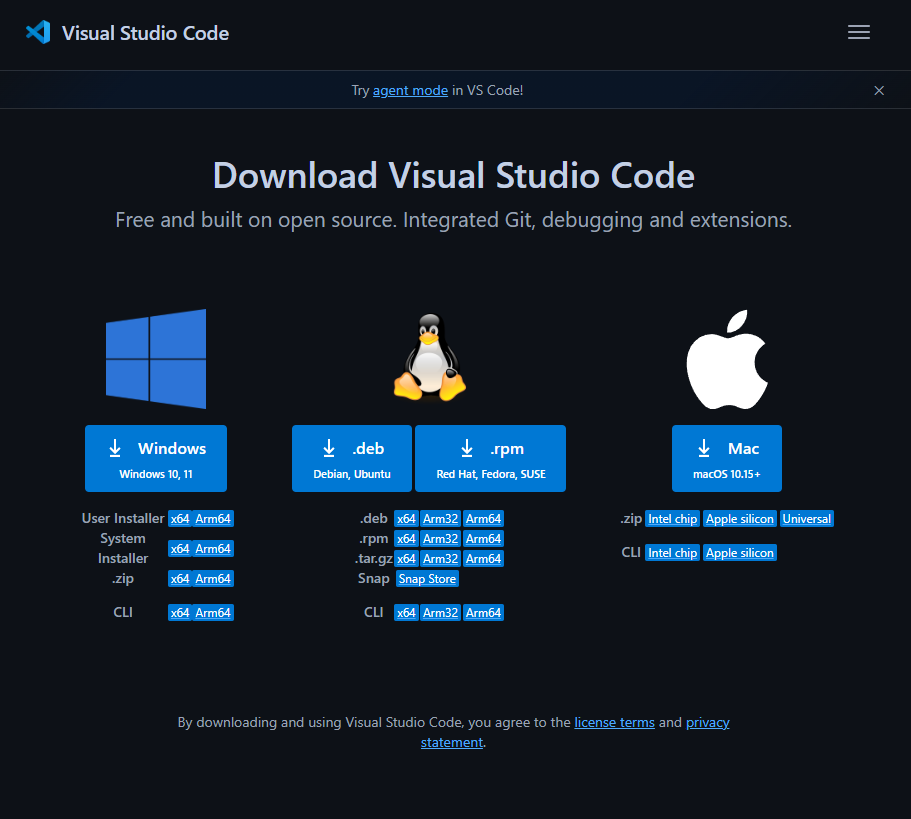 Visual Studio Code
Try agent mode in VS Code!
Download Visual Studio Code
Free and built on open source. Integrated Git, debugging and extensions.
Windows
Windows 10, 11
User Installer x64 Arm64
System
Installer x64 Arm64
.zip x64 Arm64
CLI x64 Arm64
.deb
Debian, Ubuntu
.rpm
Red Hat, Fedora, SUSE
.deb x64 Arm32 Arm64
.rpm x64 Arm32 Arm64
.tar.gz x64 Arm32 Arm64
Snap Snap Store
CLI x64 Arm32 Arm64
Mac
macOS 10.15+
.zip Intel chip Apple silicon Universal
CLI Intel chip Apple silicon
By downloading and using Visual Studio Code, you agree to the license terms and privacy
statement.